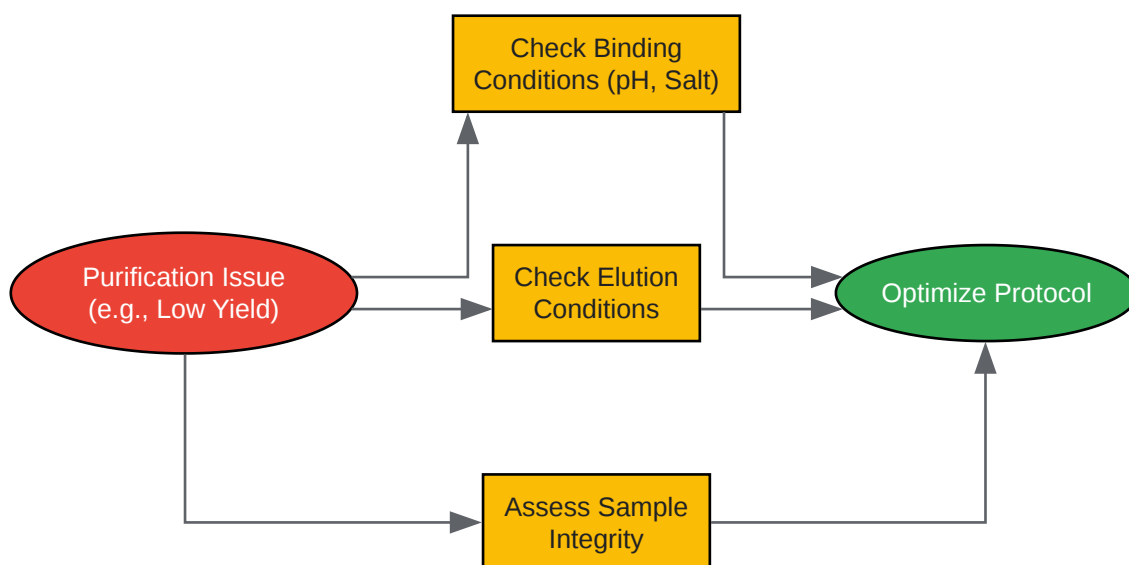 Check Binding
Conditions (pH, Salt)
Purification Issue
(e.g., Low Yield)
Check Elution
Conditions
Optimize Protocol
Assess Sample
Integrity